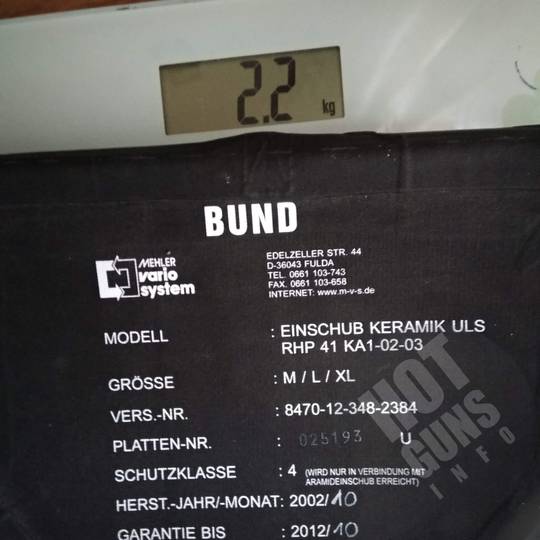 2.2 kg
BUND
MEHLER
vario
system
EDELZELLER STR. 44
D-36043 FULDA
TEL. 0661 103-743
FAX. 0661 103-658
INTERNET: www.m-v-s.de
MODELL : EINSCHUB KERAMIK ULS
RHP 41 KA1-02-03
GRÖSSE : M / L / XL
VERS.-NR. : 8470-12-348-2384
PLATTEN-NR. : 025193 U
SCHUTZKLASSE : 4 (WIRD NUR IN VERBINDUNG MIT
ARAMIDEINSCHUB ERREICHT)
HERST.-JAHR/-MONAT: 2002/10
GARANTIE BIS : 2012/10
HOT
GUNS
INFO